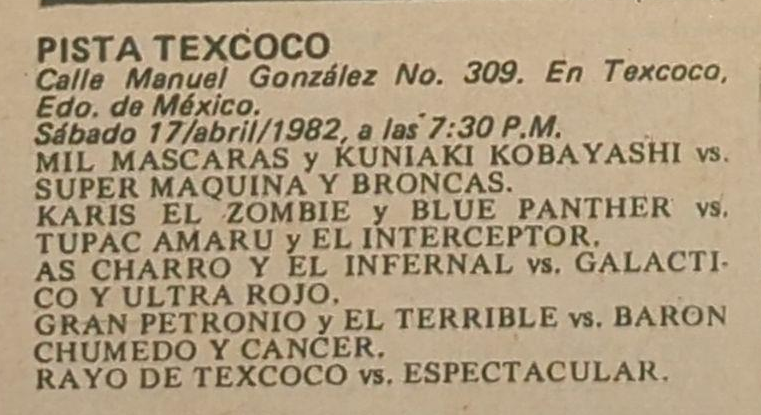 PISTA TEXCOCO
Calle Manuel González No. 309. En Texcoco,
Edo. de México.
Sábado 17/abril/1982, a las 7:30 P.M.
MIL MASCARAS y KUNIAKI KOBAYASHI vs.
SUPER MAQUINA Y BRONCAS.
KARIS EL ZOMBIE y BLUE PANTHER vs.
TUPAC AMARU y EL INTERCEPTOR.
AS CHARRO Y EL INFERNAL vs. GALACTI-
CO Y ULTRA ROJO.
GRAN PETRONIO y EL TERRIBLE vs. BARON
CHUMEDO Y CANCER.
RAYO DE TEXCOCO vs. ESPECTACULAR.